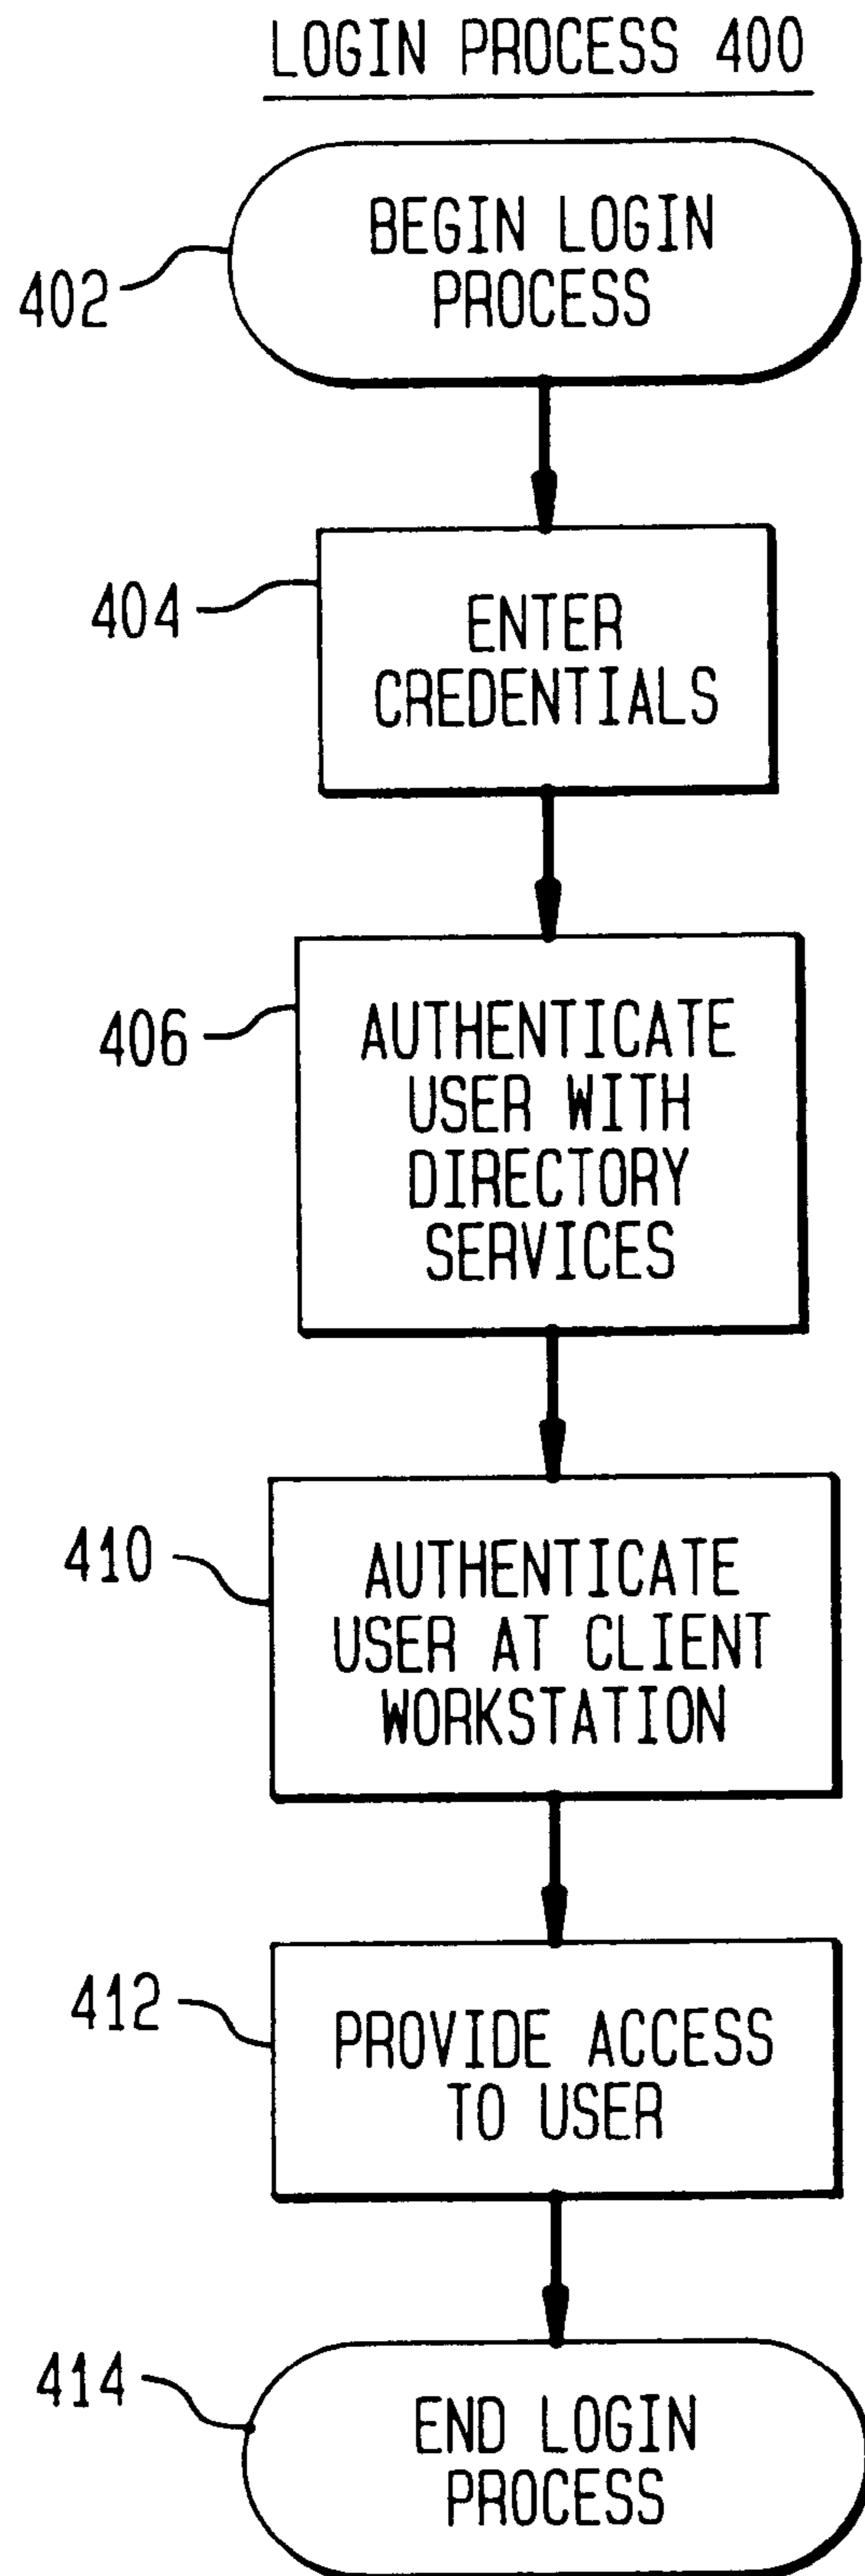 LOGIN PROCESS 400
402
BEGIN LOGIN
PROCESS
404
ENTER
CREDENTIALS
406
AUTHENTICATE
USER WITH
DIRECTORY
SERVICES
410
AUTHENTICATE
USER AT CLIENT
WORKSTATION
412
PROVIDE ACCESS
TO USER
414
END LOGIN
PROCESS